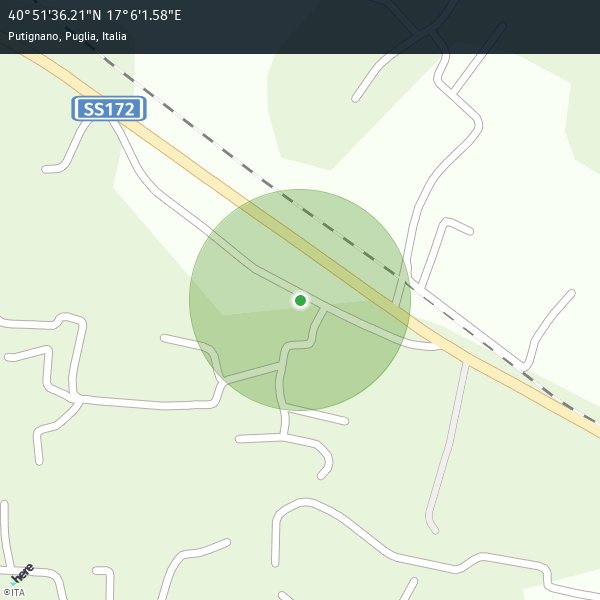 40°51'36.21"N 17°6'1.58"E
Putignano, Puglia, Italia
SS172
here
©ITA